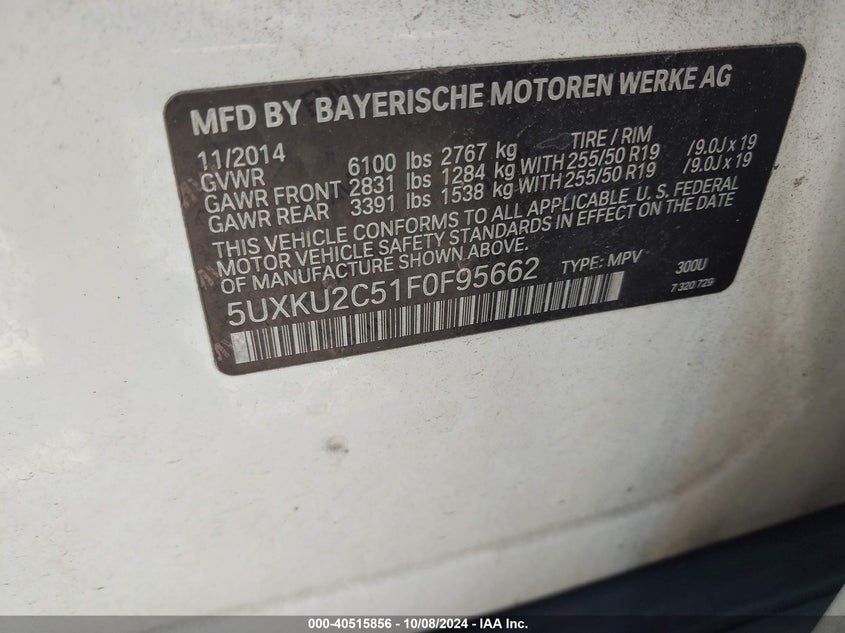 MFD BY BAYERISCHE MOTOREN WERKE AG
11/2014 TIRE / RIM
GVWR 6100 lbs 2767 kg
GAWR FRONT 2831 lbs 1284 kg WITH 255/50 R19 /9.0J x 19
GAWR REAR 3391 lbs 1538 kg WITH 255/50 R19 /9.0J x 19
THIS VEHICLE CONFORMS TO ALL APPLICABLE U.S. FEDERAL
MOTOR VEHICLE SAFETY STANDARDS IN EFFECT ON THE DATE
OF MANUFACTURE SHOWN ABOVE.
5UXKU2C51F0F95662 TYPE: MPV 300U
7 320 729
000-40515856 - 10/08/2024 - IAA Inc.